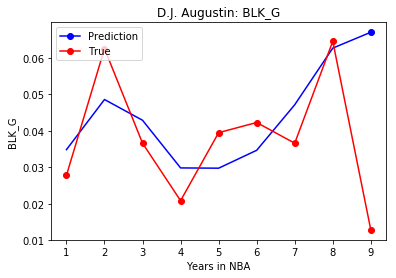 D.J. Augustin: BLK_G
Prediction
True
0.06
0.05
0.04
0.03
0.02
0.01
BLK_G
1 2 3 4 5 6 7 8 9
Years in NBA